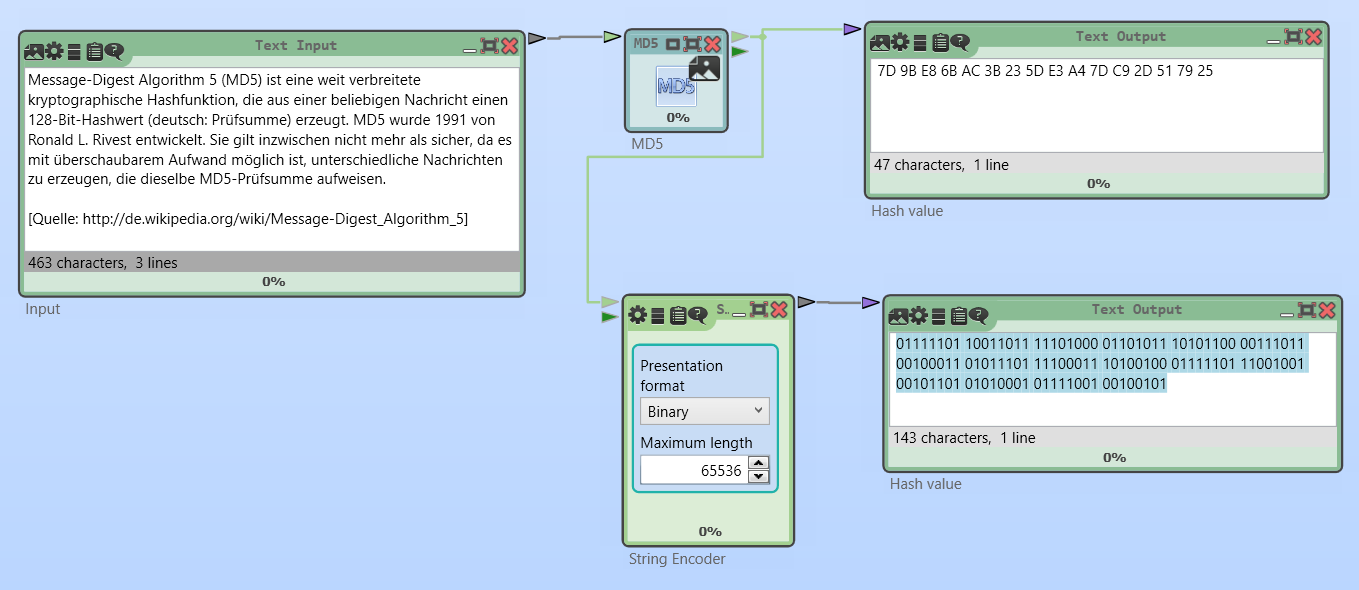 Text Input
Message-Digest Algorithm 5 (MD5) ist eine weit verbreitete
kryptographische Hashfunktion, die aus einer beliebigen Nachricht einen
128-Bit-Hashwert (deutsch: Prüfsumme) erzeugt. MD5 wurde 1991 von
Ronald L. Rivest entwickelt. Sie gilt inzwischen nicht mehr als sicher, da es
mit überschaubarem Aufwand möglich ist, unterschiedliche Nachrichten
zu erzeugen, die dieselbe MD5-Prüfsumme aufweisen.
[Quelle: http://de.wikipedia.org/wiki/Message-Digest_Algorithm_5]
463 characters, 3 lines
0%
Input
MD5
MD5
0%
MD5
Text Output
7D 9B E8 6B AC 3B 23 5D E3 A4 7D C9 2D 51 79 25
47 characters, 1 line
0%
Hash value
S..
Presentation
format
Binary
Maximum length
65536
0%
String Encoder
Text Output
01111101 10011011 11101000 01101011 10101100 00111011
00100011 01011101 11100011 10100100 01111101 11001001
00101101 01010001 01111001 00100101
143 characters, 1 line
0%
Hash value